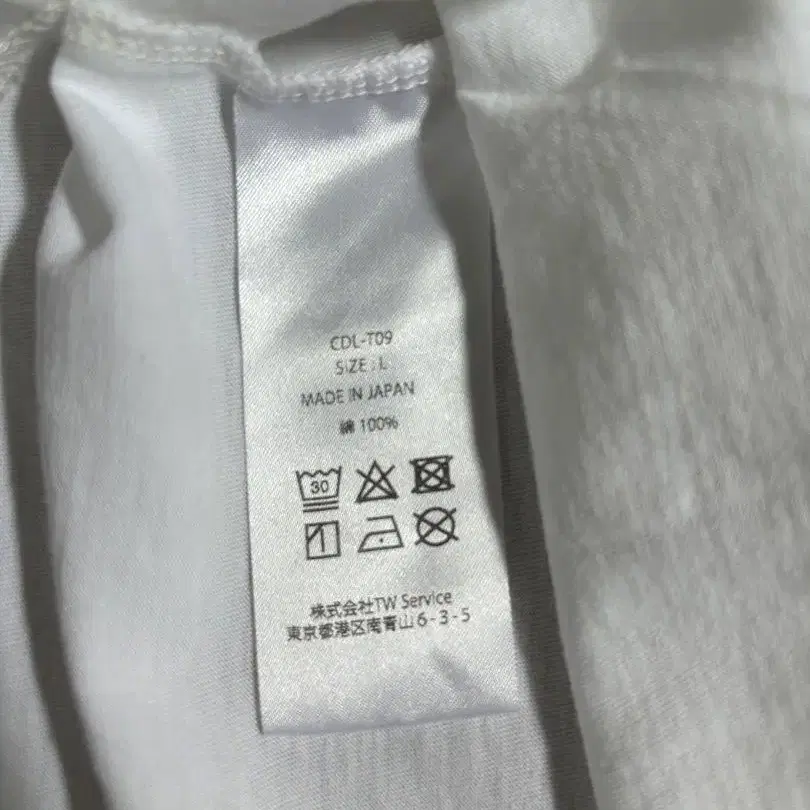 CDL-T09
SIZE : L
MADE IN JAPAN
綿 100%
30
株式会社TW Service
東京都港区南青山6-3-5